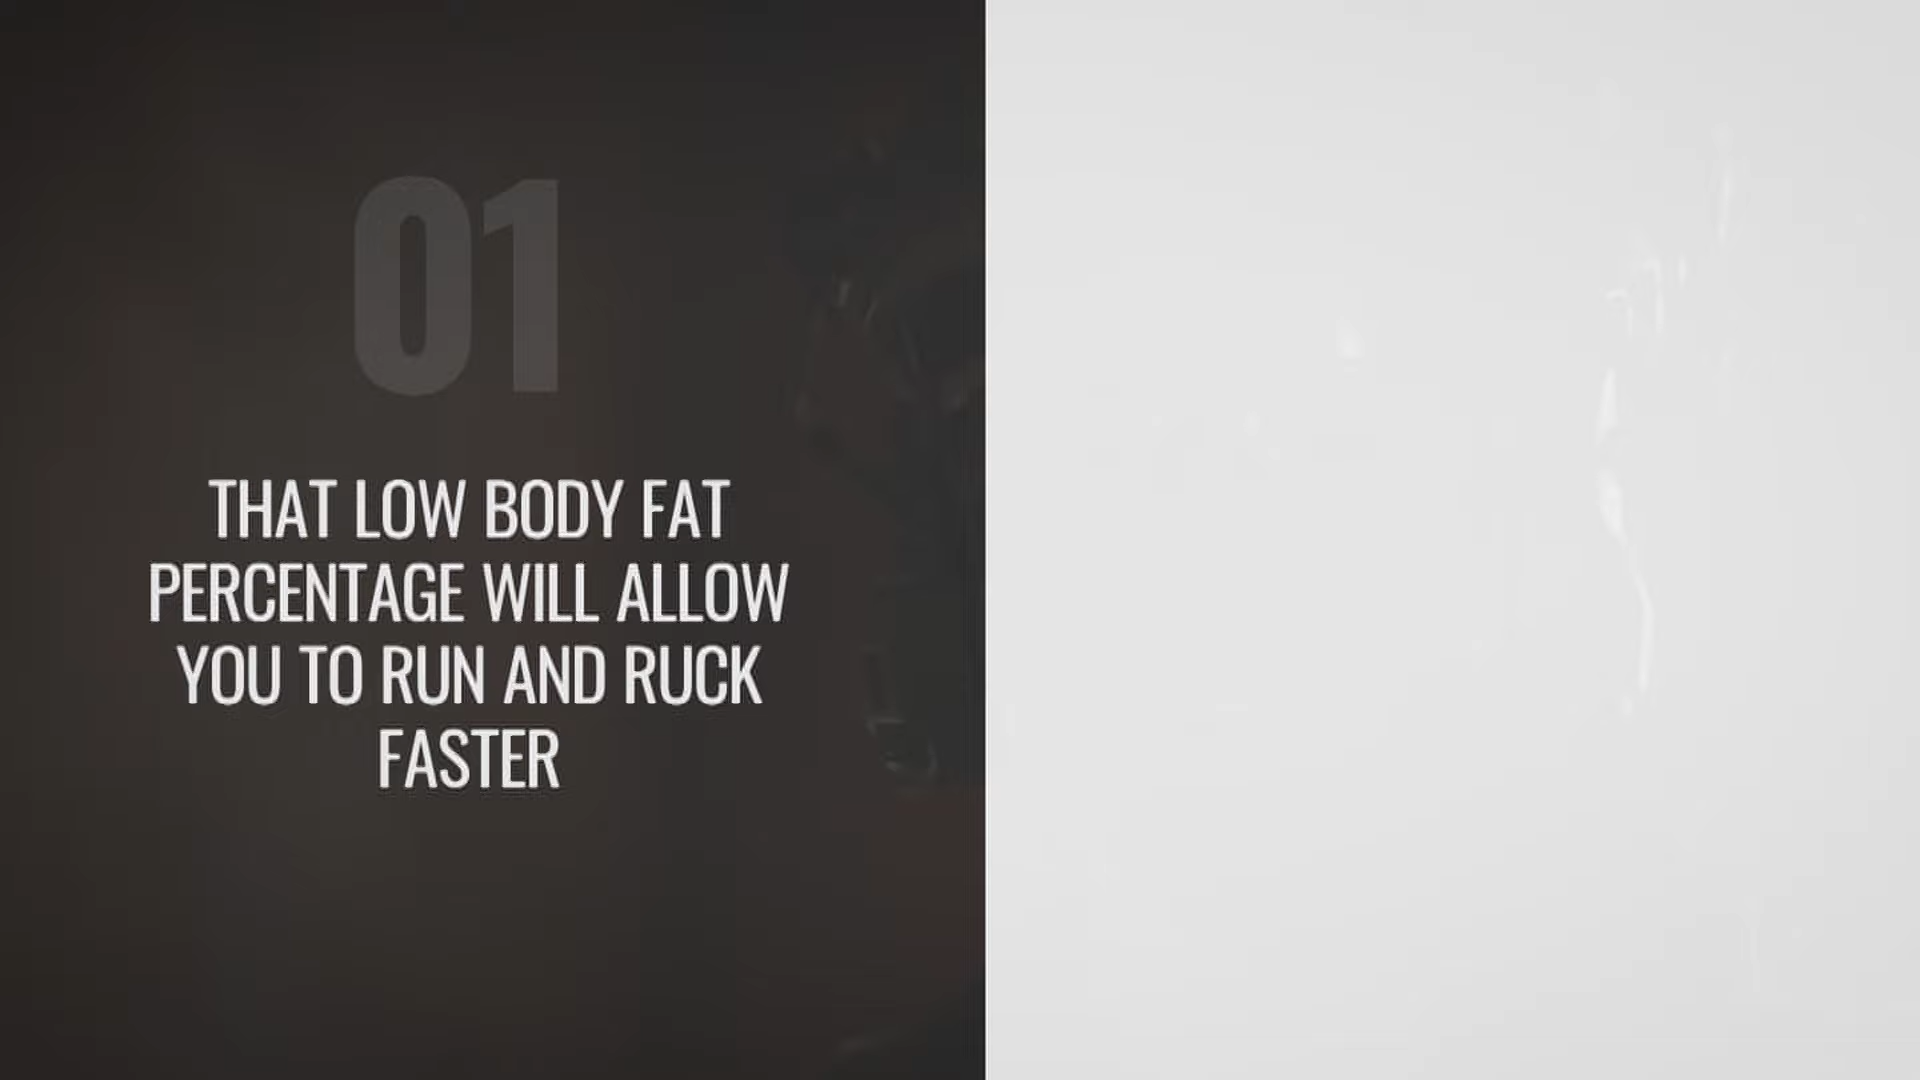 01
THAT LOW BODY FAT
PERCENTAGE WILL ALLOW
YOU TO RUN AND RUCK
FASTER